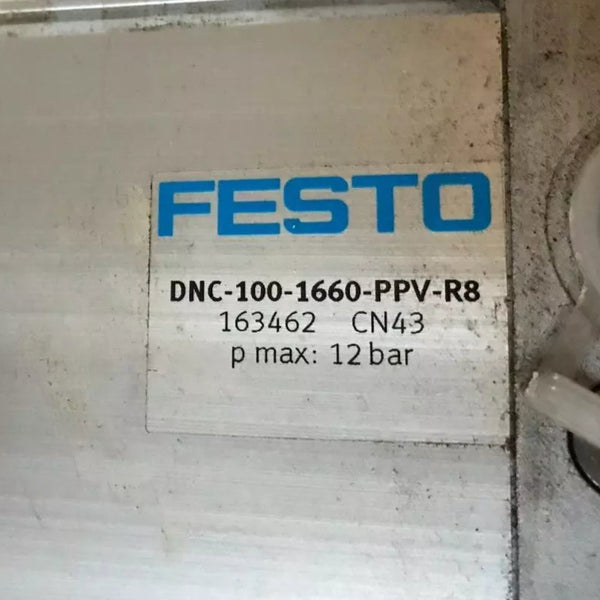 FESTO
DNC-100-1660-PPV-R8
163462 CN43
p max: 12 bar